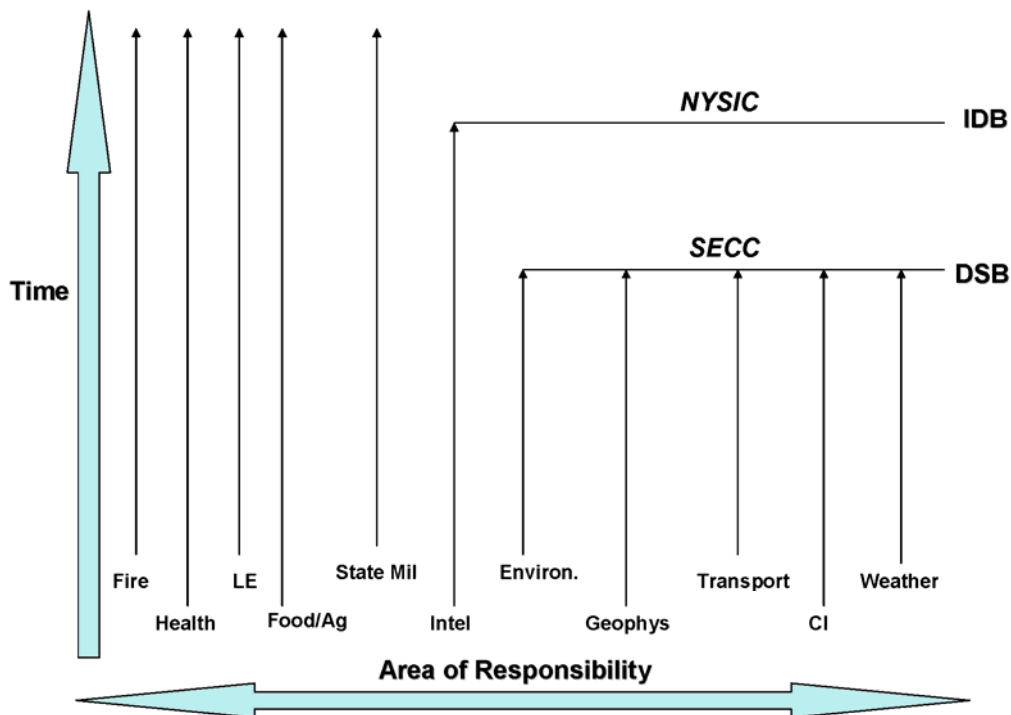 NYSIC
IDB
SECC
DSB
Time
Fire
LE
State Mil
Environ.
Transport
Weather
Health
Food/Ag
Intel
Geophys
CI
Area of Responsibility